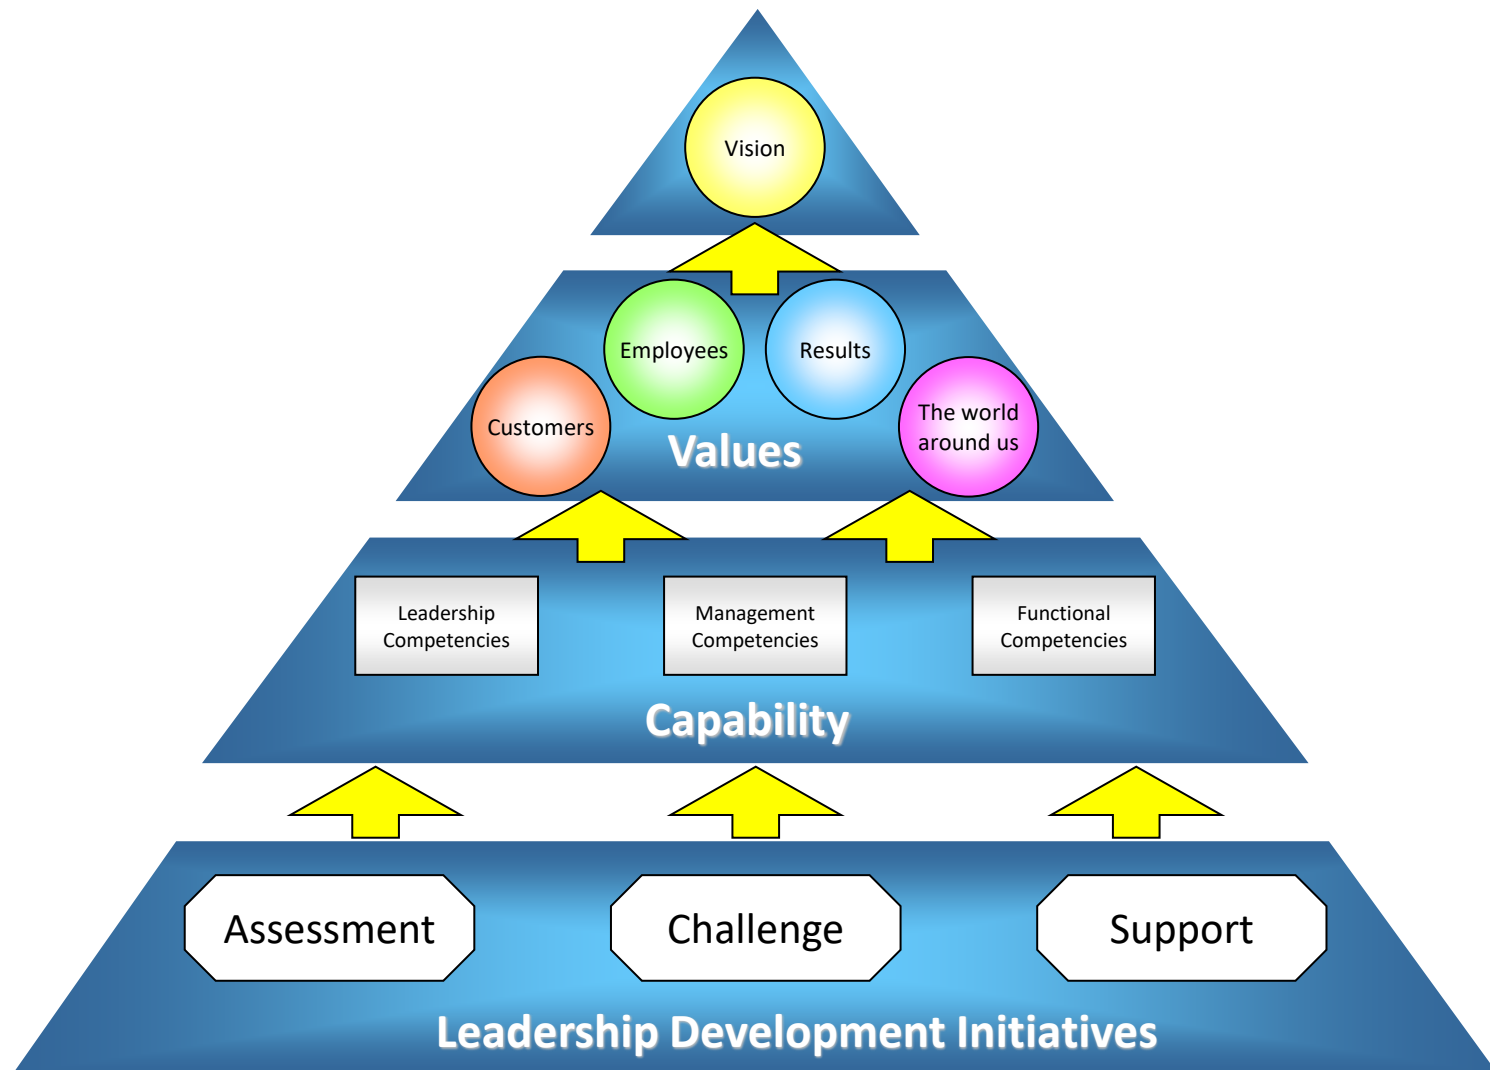 Vision
Employees
Results
Customers
The world
around us
Values
Leadership
Competencies
Management
Competencies
Functional
Competencies
Capability
Assessment
Challenge
Support
Leadership Development Initiatives